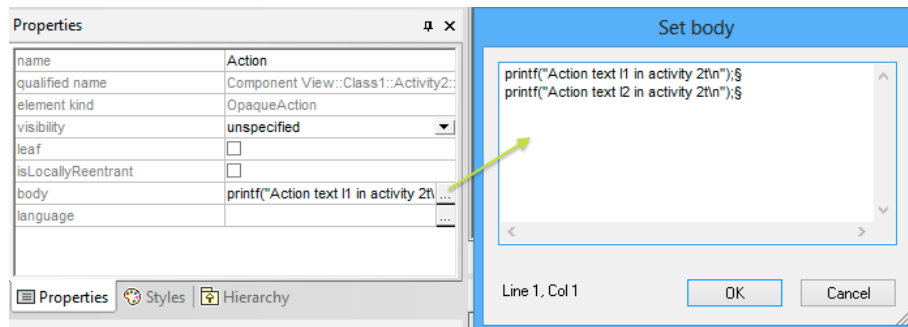 Properties
name Action
qualified name Component View::Class1::Activity2::
element kind OpaqueAction
visibility unspecified
leaf
isLocallyReentrant
body printf("Action text l1 in activity 2t\ ...
language ...
Properties Styles Hierarchy
Set body
printf("Action text l1 in activity 2t\n");§
printf("Action text l2 in activity 2t\n");§
Line 1, Col 1
OK Cancel